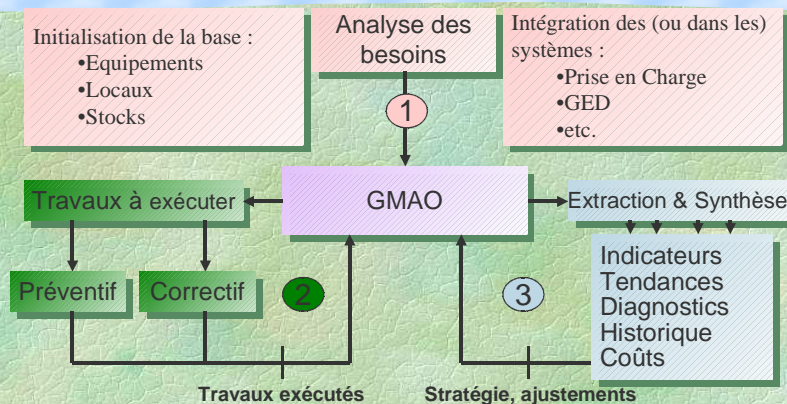 Initialisation de la base :
•Equipements
•Locaux
•Stocks
Analyse des
besoins
Intégration des (ou dans les)
systèmes :
•Prise en Charge
•GED
•etc.
1
Travaux à exécuter
GMAO
Extraction & Synthèse
Préventif
Correctif
2
3
Indicateurs
Tendances
Diagnostics
Historique
Coûts
Travaux exécutés
Stratégie, ajustements